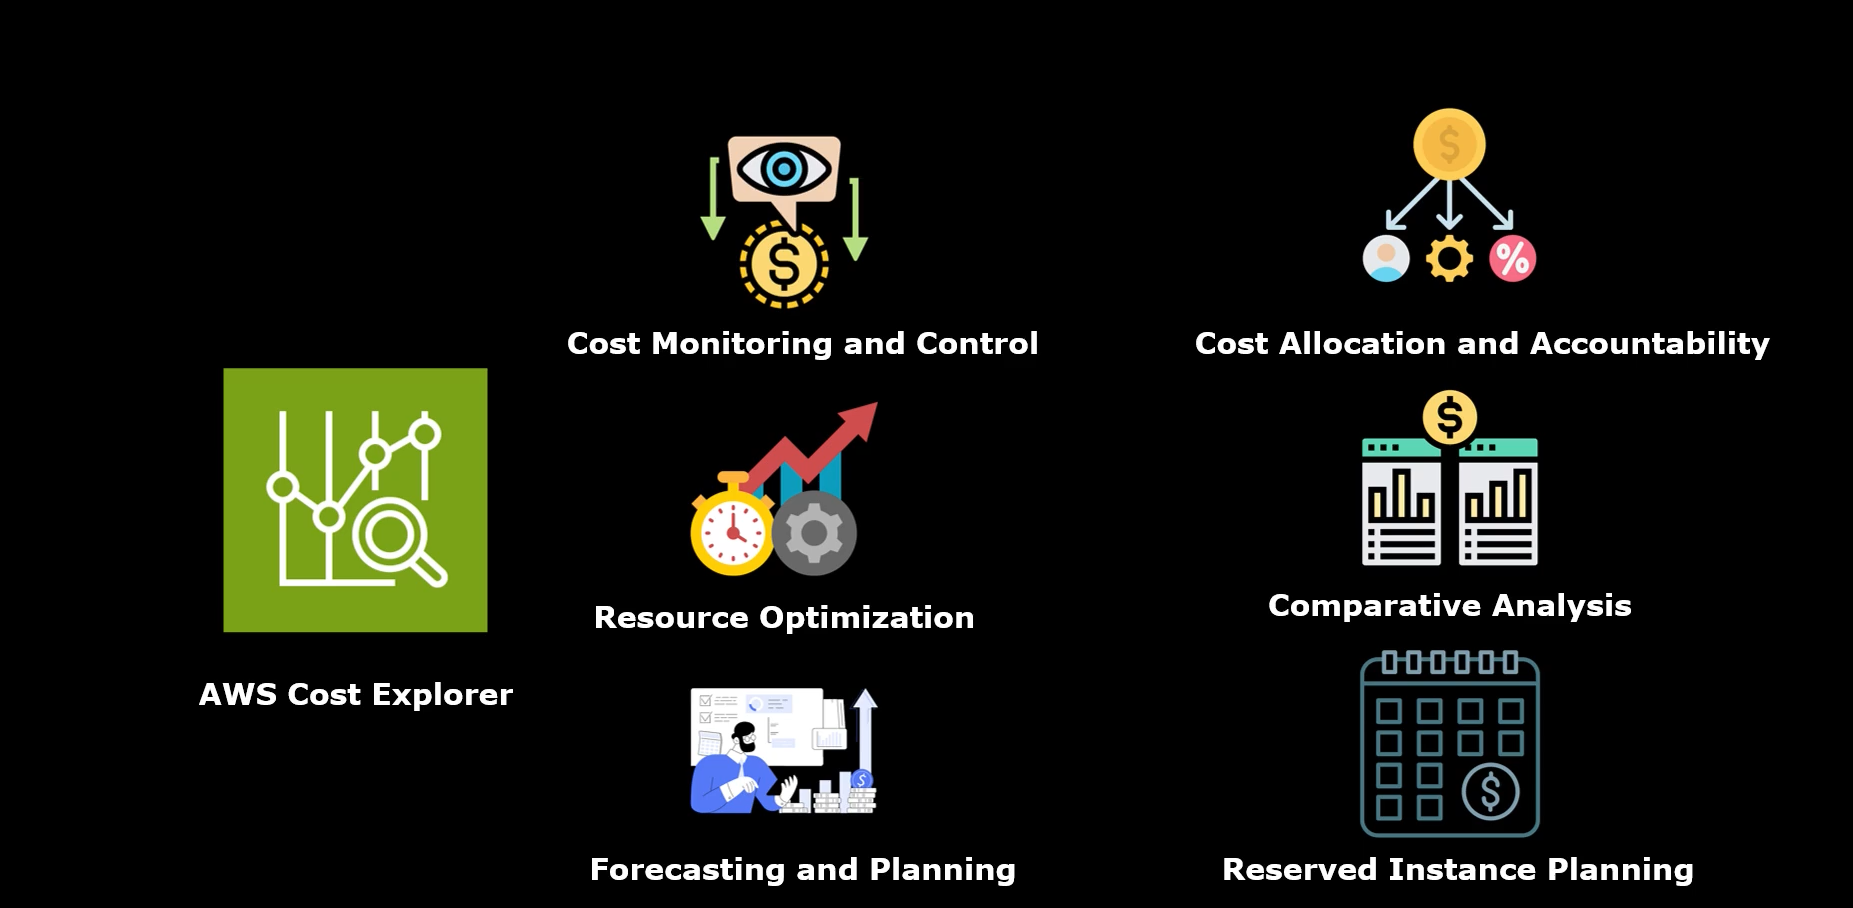 AWS Cost Explorer
Cost Monitoring and Control
Cost Allocation and Accountability
Resource Optimization
Comparative Analysis
Forecasting and Planning
Reserved Instance Planning